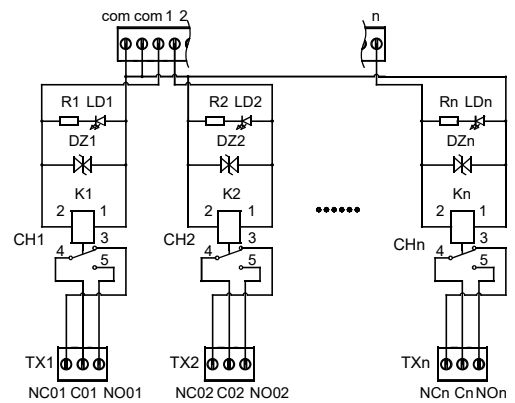 com com 1 2 n
R1 LD1 R2 LD2 Rn LDn
DZ1 DZ2 DZn
K1 K2 Kn
2 1 2 1 2 1
CH1 3 CH2 3 CHn 3
4 4 4
5 5 5
TX1 TX2 TXn
NC01 C01 NO01 NC02 C02 NO02 NCn Cn NOn